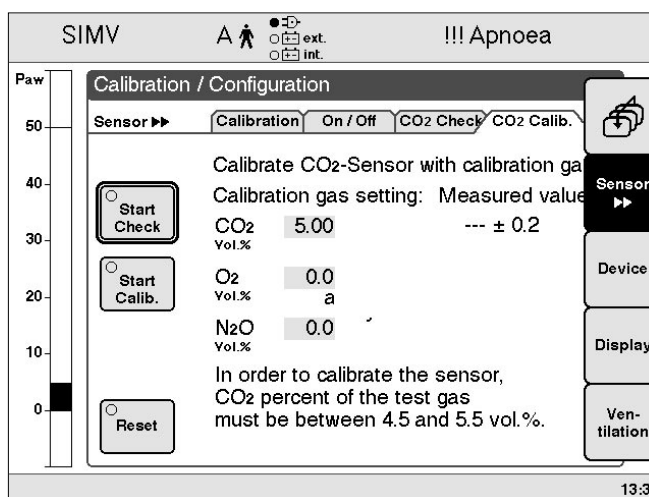 SIMV A ext. int. !!! Apnoea
Paw
50
40
30
20
10
0
Calibration / Configuration
Sensor ▸▸ Calibration On / Off CO2 Check CO2 Calib.
Calibrate CO2-Sensor with calibration ga
Calibration gas setting: Measured value
Start Check
CO2 Vol.% 5.00 --- ± 0.2
Start Calib.
O2 Vol.% 0.0
a
N2O Vol.% 0.0
In order to calibrate the sensor,
CO2 percent of the test gas
must be between 4.5 and 5.5 vol.%.
Reset
Sensor ▸▸
Device
Display
Ven-
tilation
13:3